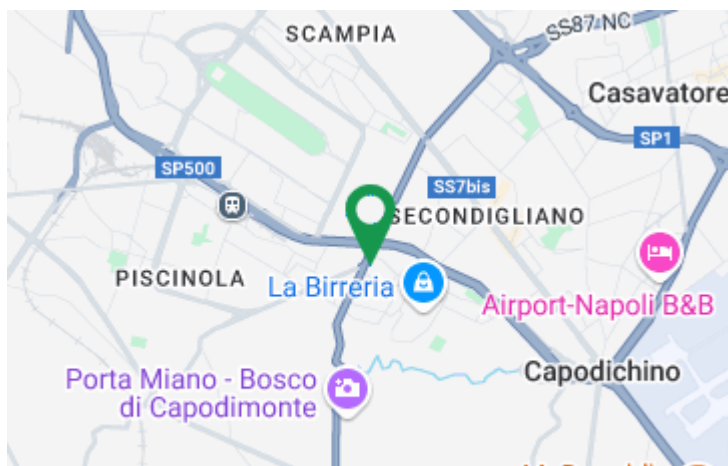 SCAMPIA
SS87 NC
Casavatore
SP1
SP500
SS7bis
SECONDIGLIANO
PISCINOLA
La Birreria
Airport-Napoli B&B
Porta Miano - Bosco
di Capodimonte
Capodichino